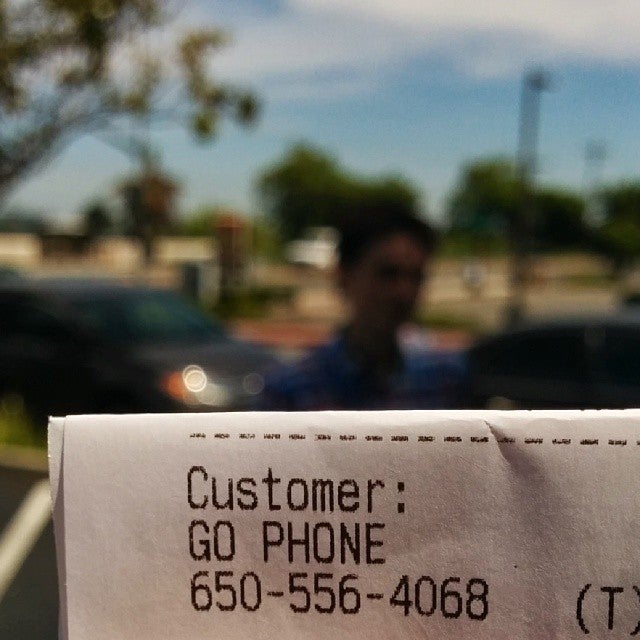 Customer:
GO PHONE
650-556-4068
(T)